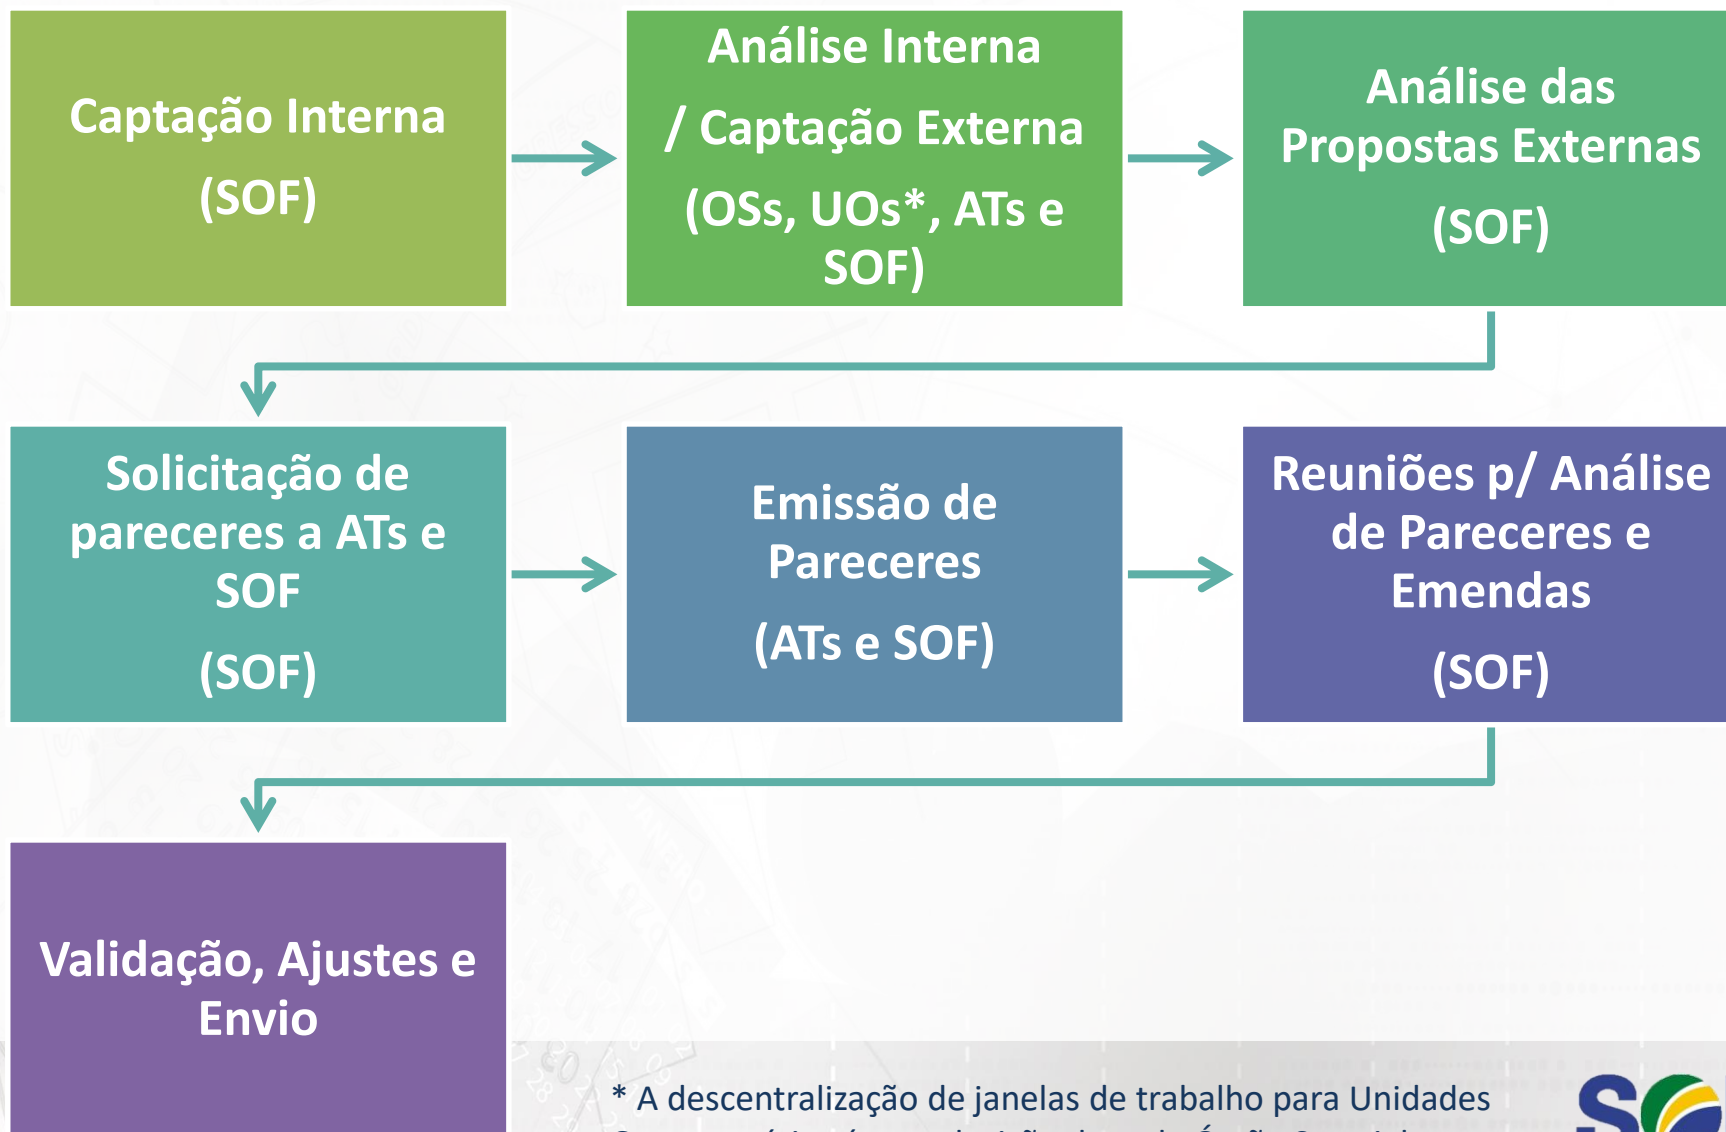 Captação Interna
(SOF)
Análise Interna
/ Captação Externa
(OSs, UOs*, ATs e
SOF)
Análise das
Propostas Externas
(SOF)
Solicitação de
pareceres a ATs e
SOF
(SOF)
Emissão de
Pareceres
(ATs e SOF)
Reuniões p/ Análise
de Pareceres e
Emendas
(SOF)
Validação, Ajustes e
Envio
* A descentralização de janelas de trabalho para Unidades